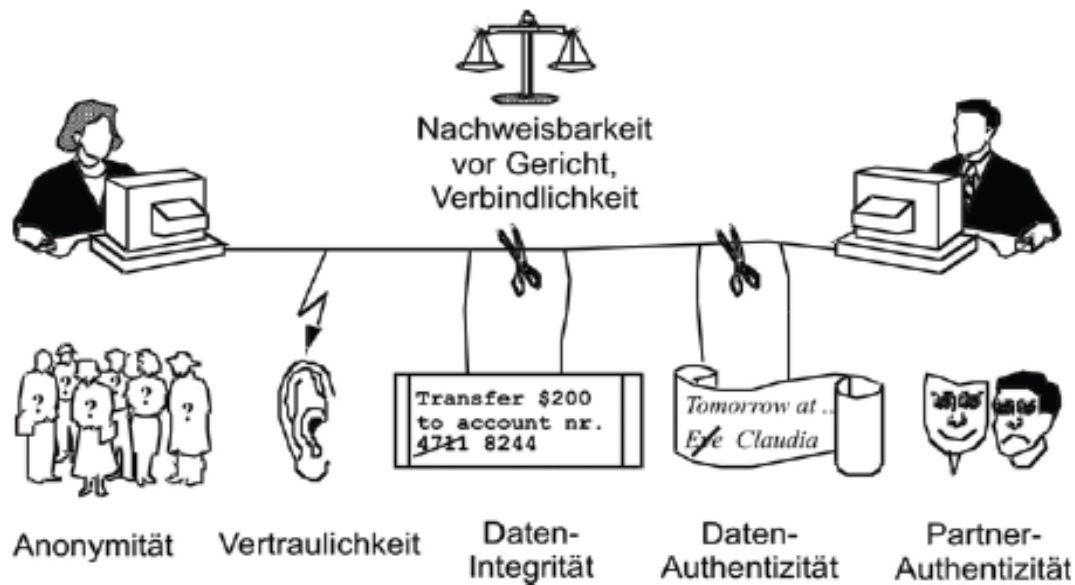 Nachweisbarkeit
vor Gericht,
Verbindlichkeit
? ? ? ? ?
Transfer $200
to account nr.
4711 8244
Tomorrow at ..
Eve Claudia
Anonymität
Vertraulichkeit
Daten-
Integrität
Daten-
Authentizität
Partner-
Authentizität